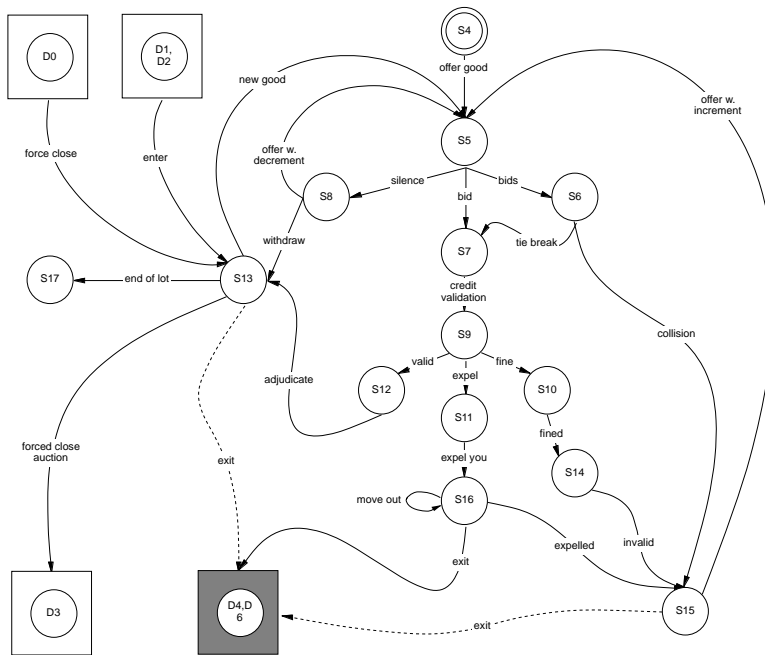 S4
D0
D1,
D2
offer good
new good
offer w.
increment
S5
force close
enter
offer w.
decrement
silence
bids
bid
S8
S6
withdraw
tie break
S7
S17
end of lot
S13
credit
validation
collision
S9
valid
fine
expel
adjudicate
S12
S10
S11
forced close
auction
fined
expel you
exit
S14
move out
S16
expelled
invalid
exit
D3
D4,D
6
S15
exit